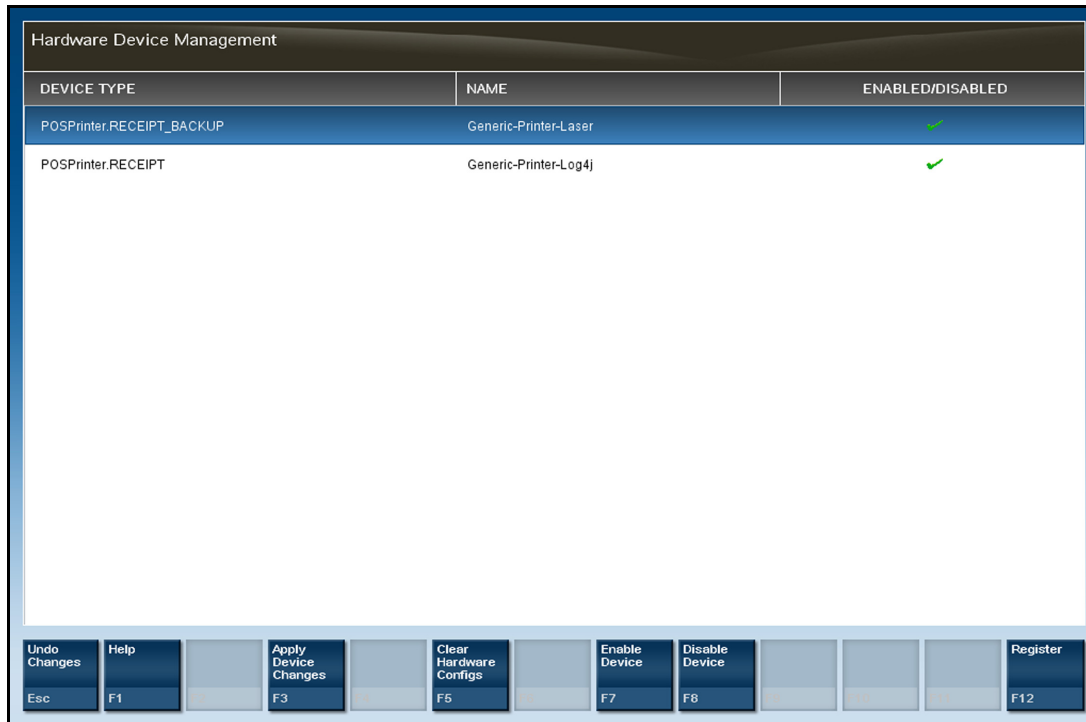 Hardware Device Management
DEVICE TYPE NAME ENABLED/DISABLED
POSPrinter.RECEIPT_BACKUP Generic-Printer-Laser
POSPrinter.RECEIPT Generic-Printer-Log4j
Undo Changes Esc
Help F1
Apply Device Changes F3
Clear Hardware Configs F5
Enable Device F7
Disable Device F8
Register F12